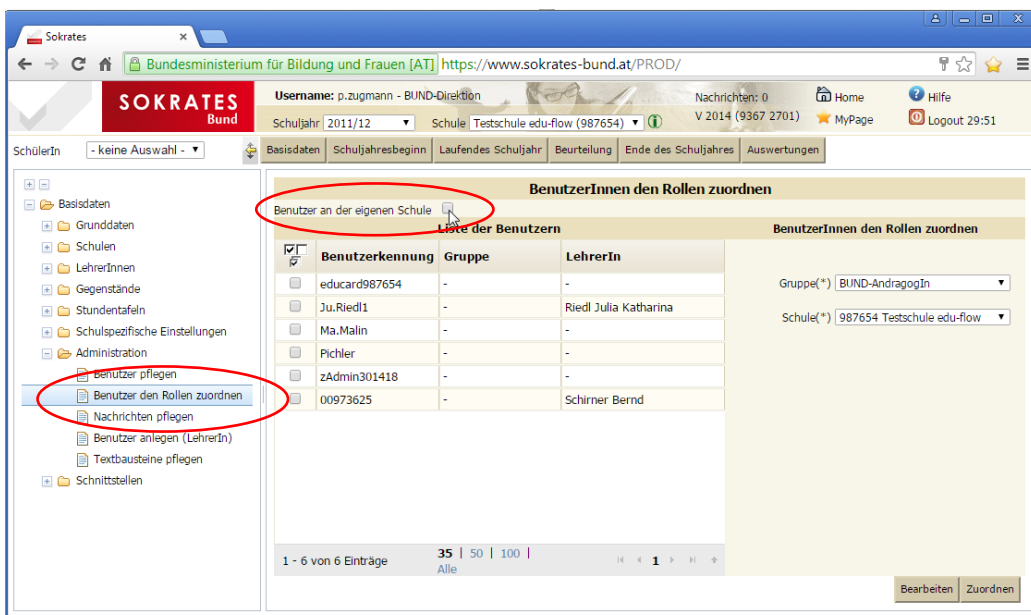 Sokrates
Bundesministerium für Bildung und Frauen [AT] https://www.sokrates-bund.at/PROD/
SOKRATES
Bund
Username: p.zugmann - BUND-Direktion
Nachrichten: 0
Home
Hilfe
Schuljahr 2011/12 Schule Testschule edu-flow (987654)
V 2014 (9367 2701)
MyPage
Logout 29:51
SchülerIn - keine Auswahl -
Basisdaten Schuljahresbeginn Laufendes Schuljahr Beurteilung Ende des Schuljahres Auswertungen
Basisdaten
Grunddaten
Schulen
LehrerInnen
Gegenstände
Stundentafeln
Schulspezifische Einstellungen
Administration
Benutzer pflegen
Benutzer den Rollen zuordnen
Nachrichten pflegen
Benutzer anlegen (LehrerIn)
Textbausteine pflegen
Schnittstellen
BenutzerInnen den Rollen zuordnen
Benutzer an der eigenen Schule
Liste der Benutzern
Benutzerkennung Gruppe LehrerIn
educard987654 - -
Ju.Riedl1 - Riedl Julia Katharina
Ma.Malin - -
Pichler - -
zAdmin301418 - -
00973625 - Schirner Bernd
1 - 6 von 6 Einträge
35 | 50 | 100 |
Alle
1
BenutzerInnen den Rollen zuordnen
Gruppe(*) BUND-AndragogIn
Schule(*) 987654 Testschule edu-flow
Bearbeiten Zuordnen